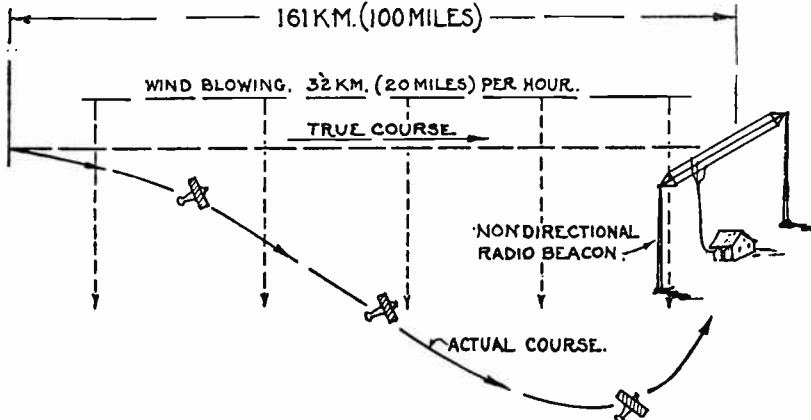 161 KM. (100 MILES)
WIND BLOWING. 32 KM. (20 MILES) PER HOUR.
TRUE COURSE
NONDIRECTIONAL
RADIO BEACON.
ACTUAL COURSE.